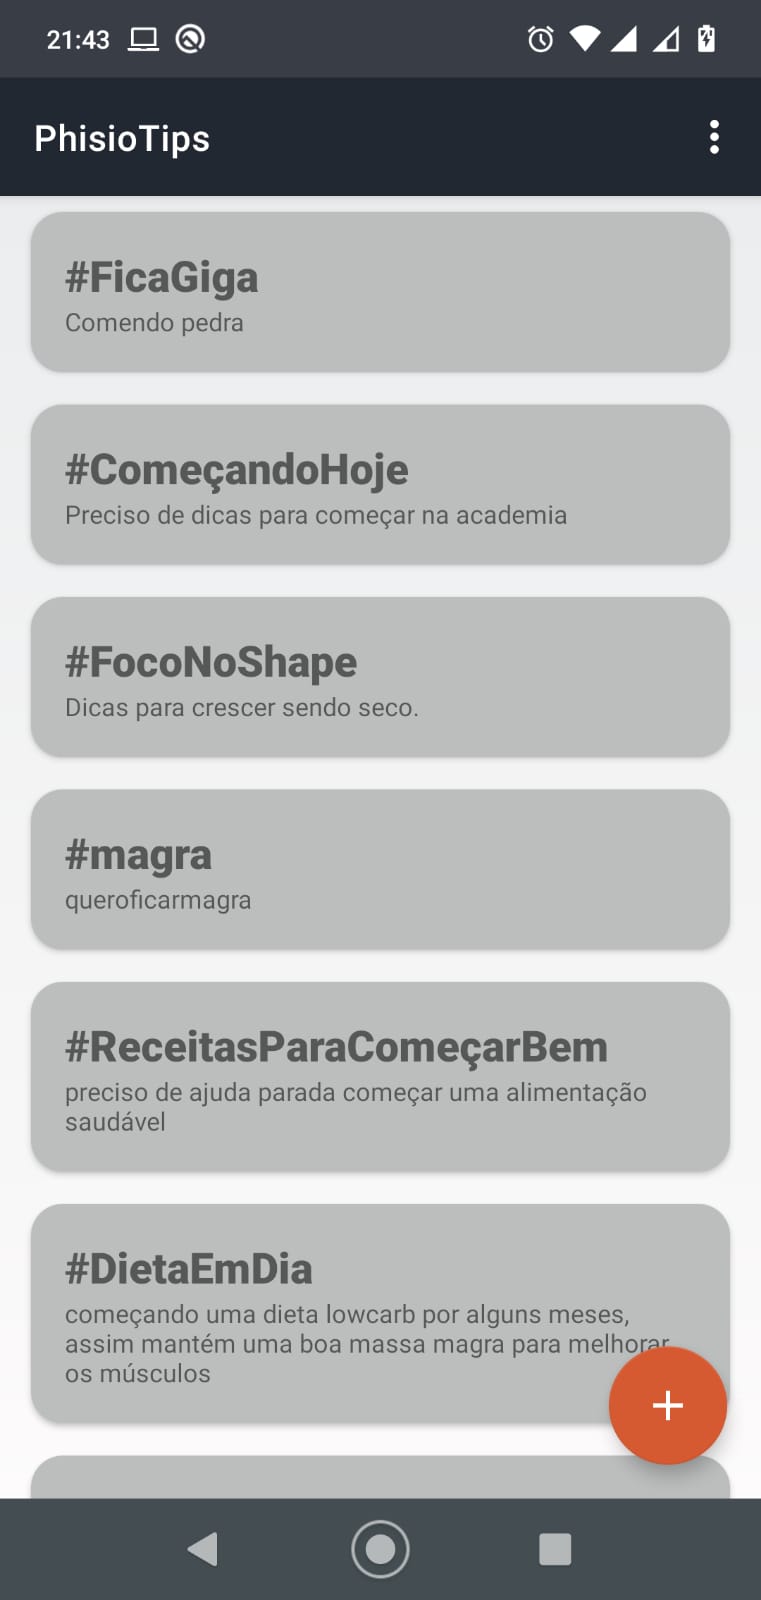 21:43
PhisioTips
#FicaGiga
Comendo pedra
#ComeçandoHoje
Preciso de dicas para começar na academia
#FocoNoShape
Dicas para crescer sendo seco.
#magra
queroficarmagra
#ReceitasParaComeçarBem
preciso de ajuda parada começar uma alimentação
saudável
#DietaEmDia
começando uma dieta lowcarb por alguns meses,
assim mantém uma boa massa magra para melhorar
os músculos